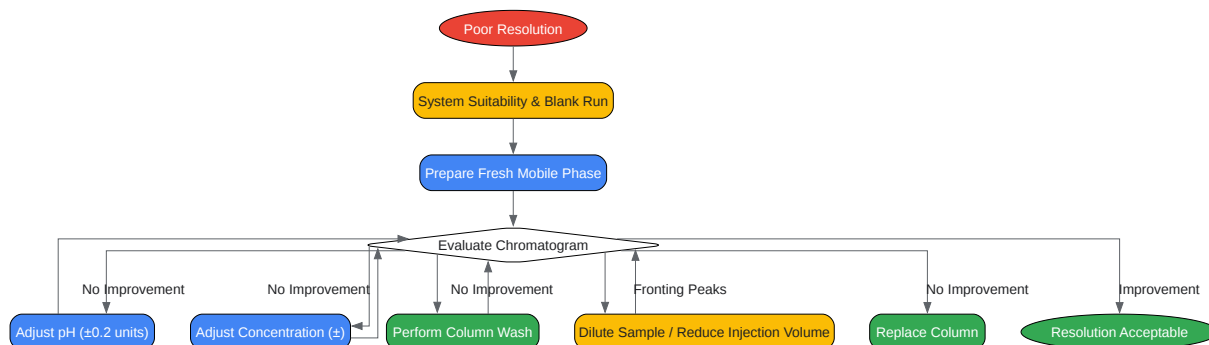 Poor Resolution
System Suitability & Blank Run
Prepare Fresh Mobile Phase
Evaluate Chromatogram
No Improvement
No Improvement
No Improvement
Fronting Peaks
No Improvement
Improvement
Adjust pH (±0.2 units)
Adjust Concentration (±)
Perform Column Wash
Dilute Sample / Reduce Injection Volume
Replace Column
Resolution Acceptable